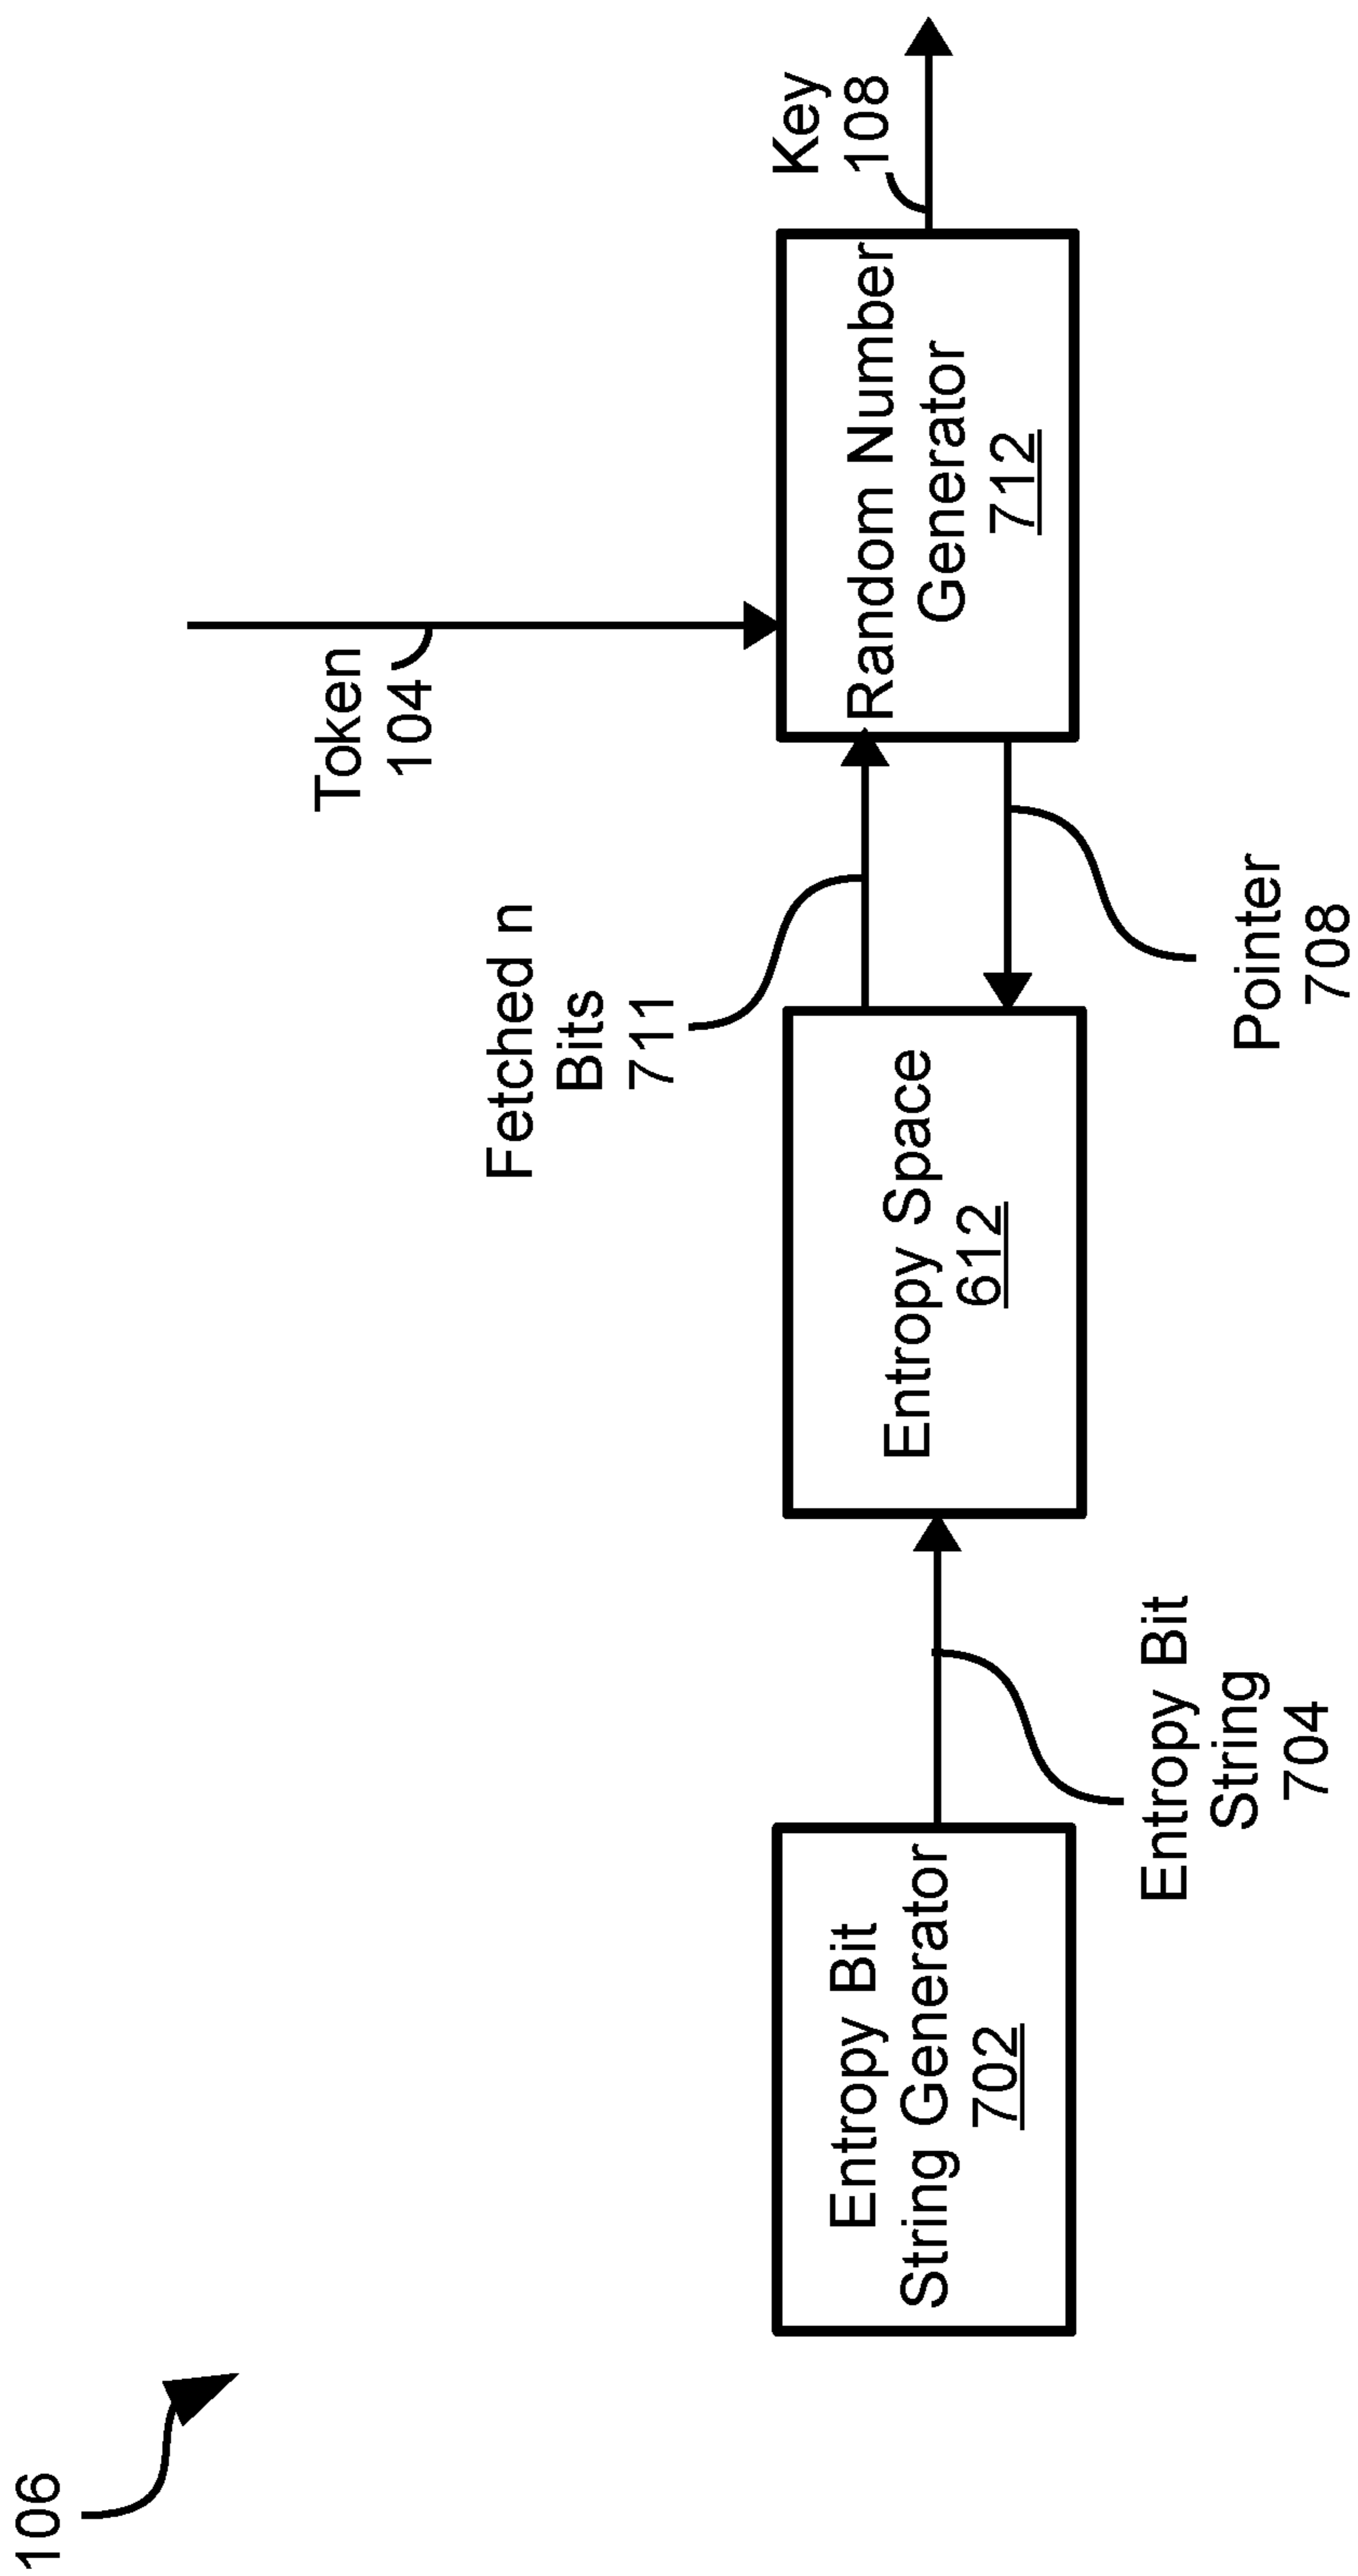 106
Token
104
Fetched n
Bits
711
Key
108
Entropy Bit
String Generator
702
Entropy Space
612
Random Number
Generator
712
Entropy Bit
String
704
Pointer
708